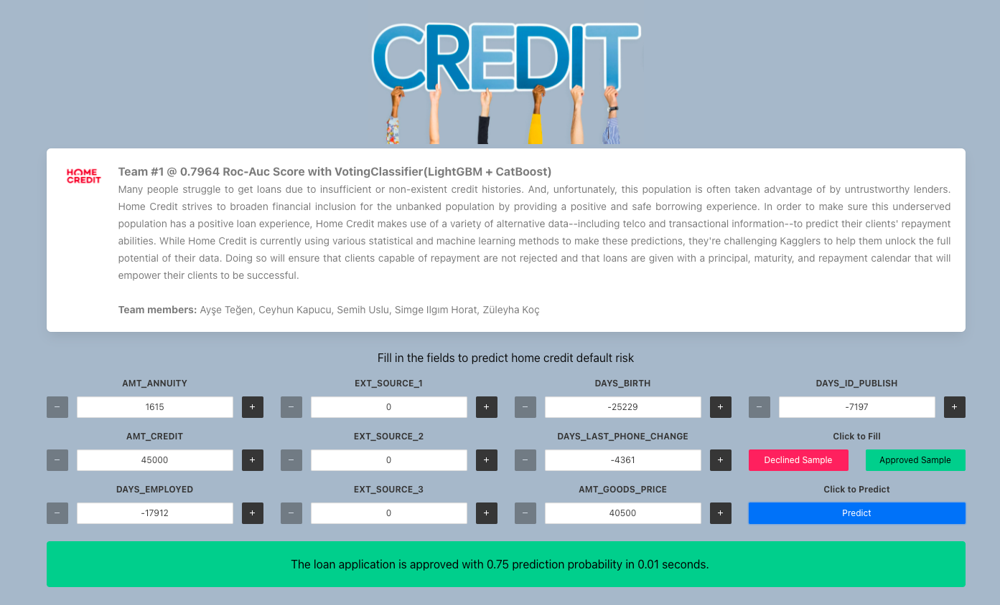 CREDIT
HOME
CREDIT
Team #1 @ 0.7964 Roc-Auc Score with VotingClassifier(LightGBM + CatBoost)
Many people struggle to get loans due to insufficient or non-existent credit histories. And, unfortunately, this population is often taken advantage of by untrustworthy lenders.
Home Credit strives to broaden financial inclusion for the unbanked population by providing a positive and safe borrowing experience. In order to make sure this underserved
population has a positive loan experience, Home Credit makes use of a variety of alternative data--including telco and transactional information--to predict their clients' repayment
abilities. While Home Credit is currently using various statistical and machine learning methods to make these predictions, they're challenging Kagglers to help them unlock the full
potential of their data. Doing so will ensure that clients capable of repayment are not rejected and that loans are given with a principal, maturity, and repayment calendar that will
empower their clients to be successful.
Team members: Ayşe Teğen, Ceyhun Kapucu, Semih Uslu, Simge Ilgım Horat, Züleyha Koç
Fill in the fields to predict home credit default risk
AMT_ANNUITY EXT_SOURCE_1 DAYS_BIRTH DAYS_ID_PUBLISH
− 1615 + − 0 + − -25229 + − -7197 +
AMT_CREDIT EXT_SOURCE_2 DAYS_LAST_PHONE_CHANGE Click to Fill
− 45000 + − 0 + − -4361 + Declined Sample Approved Sample
DAYS_EMPLOYED EXT_SOURCE_3 AMT_GOODS_PRICE Click to Predict
− -17912 + − 0 + − 40500 + Predict
The loan application is approved with 0.75 prediction probability in 0.01 seconds.